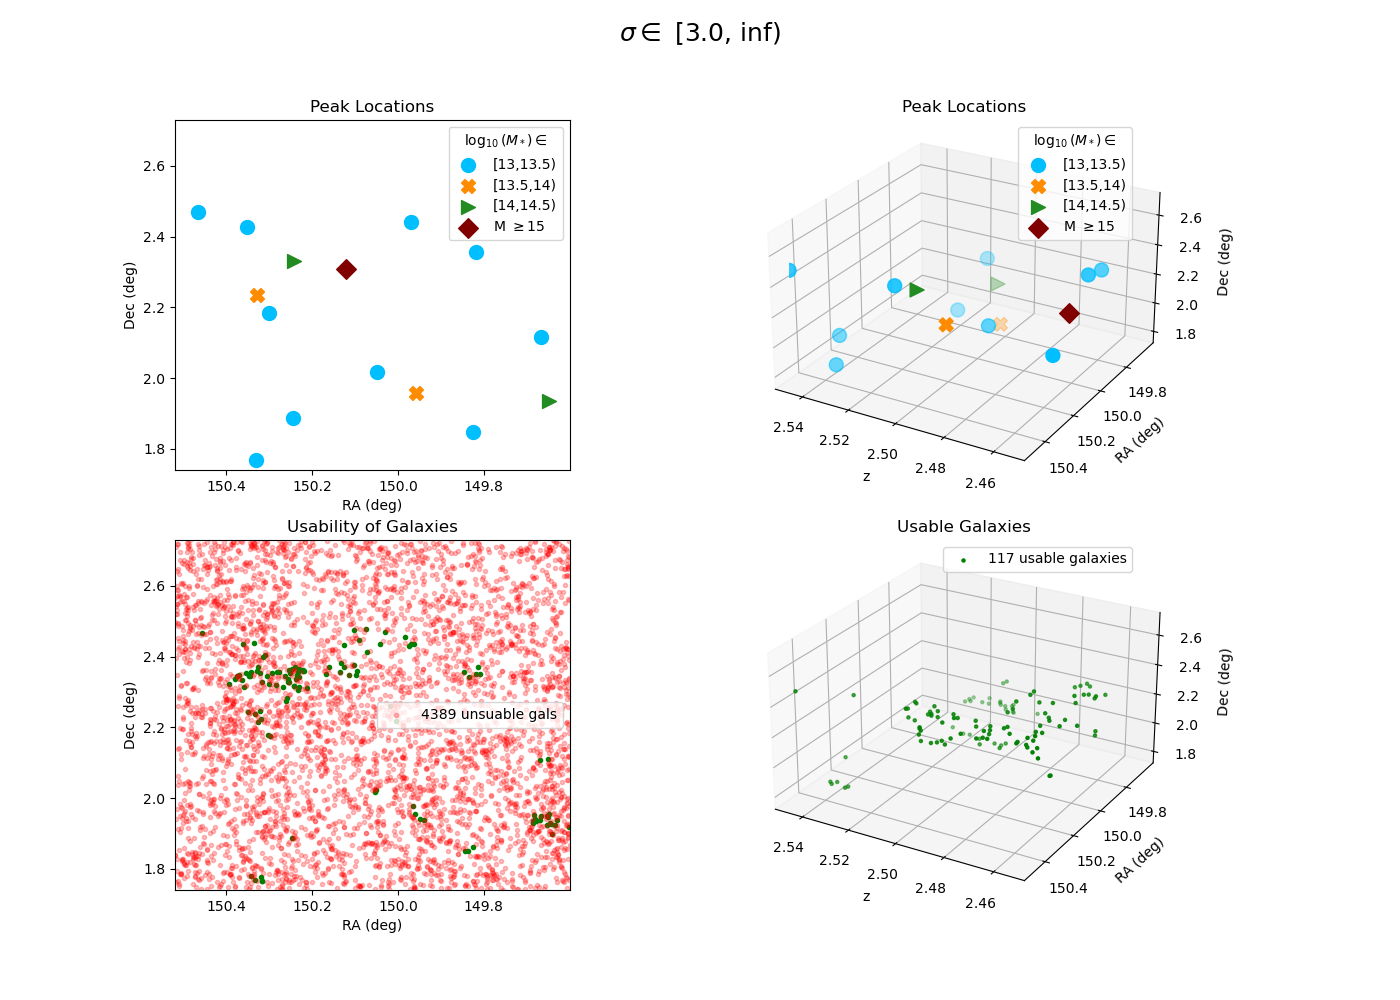 σ ∈ [3.0, inf)
Peak Locations
log₁₀(M*) ∈
[13,13.5)
[13.5,14)
[14,14.5)
M ≥15
2.6
2.4
2.2
2.0
1.8
Dec (deg)
150.4 150.2 150.0 149.8
RA (deg)
Peak Locations
log₁₀(M*) ∈
[13,13.5)
[13.5,14)
[14,14.5)
M ≥15
2.6
2.4
2.2
2.0
1.8
Dec (deg)
149.8
150.0
150.2
150.4
RA (deg)
2.54
2.52
2.50
2.48
2.46
z
Usability of Galaxies
4389 unsuable gals
2.6
2.4
2.2
2.0
1.8
Dec (deg)
150.4 150.2 150.0 149.8
RA (deg)
Usable Galaxies
117 usable galaxies
2.6
2.4
2.2
2.0
1.8
Dec (deg)
149.8
150.0
150.2
150.4
RA (deg)
2.54
2.52
2.50
2.48
2.46
z